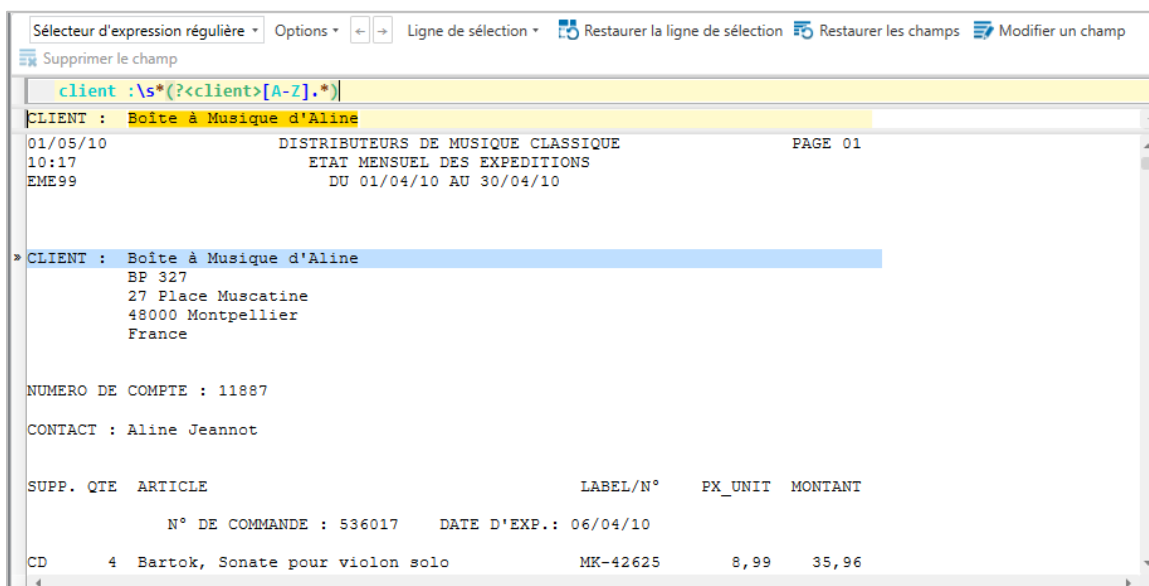 Sélecteur d'expression régulière Options Ligne de sélection Restaurer la ligne de sélection Restaurer les champs Modifier un champ
Supprimer le champ
client :\s*(?<client>[A-Z].*)
CLIENT : Boîte à Musique d'Aline
01/05/10 DISTRIBUTEURS DE MUSIQUE CLASSIQUE PAGE 01
10:17 ETAT MENSUEL DES EXPEDITIONS
EME99 DU 01/04/10 AU 30/04/10
» CLIENT : Boîte à Musique d'Aline
BP 327
27 Place Muscatine
48000 Montpellier
France
NUMERO DE COMPTE : 11887
CONTACT : Aline Jeannot
SUPP. QTE ARTICLE LABEL/N° PX_UNIT MONTANT
N° DE COMMANDE : 536017 DATE D'EXP.: 06/04/10
CD 4 Bartok, Sonate pour violon solo MK-42625 8,99 35,96